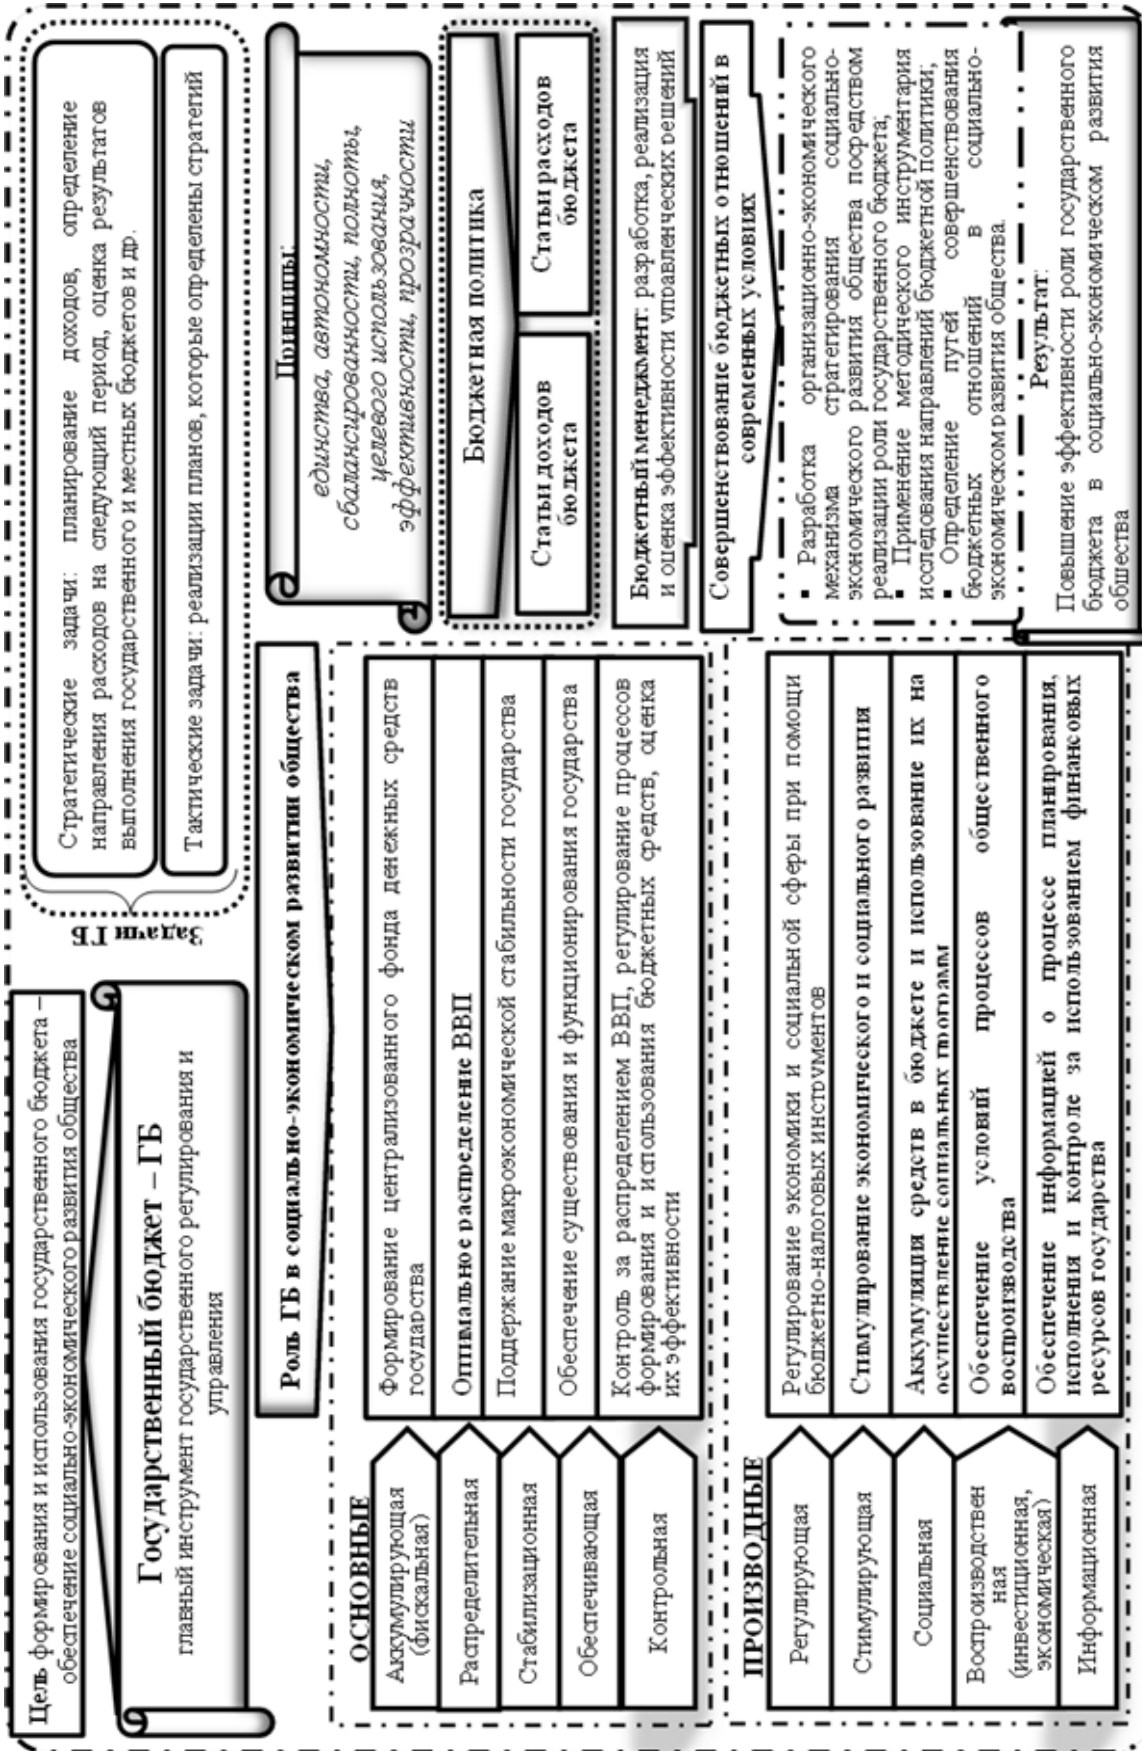 Цель формирования и использования государственного бюджета –
обеспечение социально-экономического развития общества
Государственный бюджет – ГБ
главный инструмент государственного регулирования и
управления
Задачи ГБ
Стратегические задачи: планирование доходов, определение
направления расходов на следующий период, оценка результатов
выполнения государственного и местных бюджетов и др.
Тактические задачи: реализации планов, которые определены стратегий
Роль ГБ в социально-экономическом развитии общества
ОСНОВНЫЕ
Аккумулирующая
(фискальная)
Формирование централизованного фонда денежных средств
государства
Распределительная
Оптимальное распределение ВВП
Стабилизационная
Поддержание макроэкономической стабильности государства
Обеспечивающая
Обеспечение существования и функционирования государства
Контрольная
Контроль за распределением ВВП, регулирование процессов
формирования и использования бюджетных средств, оценка
их эффективности
ПРОИЗВОДНЫЕ
Регулирующая
Регулирование экономики и социальной сферы при помощи
бюджетно-налоговых инструментов
Стимулирующая
Стимулирование экономического и социального развития
Социальная
Аккумуляция средств в бюджете и использование их на
осуществление социальных программ
Воспроизводствен
ная
(инвестиционная,
экономическая)
Обеспечение условий процессов общественного
воспроизводства
Информационная
Обеспечение информацией о процессе планирования,
исполнения и контроле за использованием финансовых
ресурсов государства
Принципы:
единства, автономности,
сбалансированности, полноты,
целевого использования,
эффективности, прозрачности
Бюджетная политика
Статьи доходов
бюджета
Статьи расходов
бюджета
Бюджетный менеджмент: разработка, реализация
и оценка эффективности управленческих решений
Совершенствование бюджетных отношений в
современных условиях
▪ Разработка организационно-экономического
механизма стратегирования социально-
экономического развития общества посредством
реализации роли государственного бюджета;
▪ Применение методического инструментария
исследования направлений бюджетной политики;
▪ Определение путей совершенствования
бюджетных отношений в социально-
экономическом развития общества.
Результат:
Повышение эффективности роли государственного
бюджета в социально-экономическом развития
общества